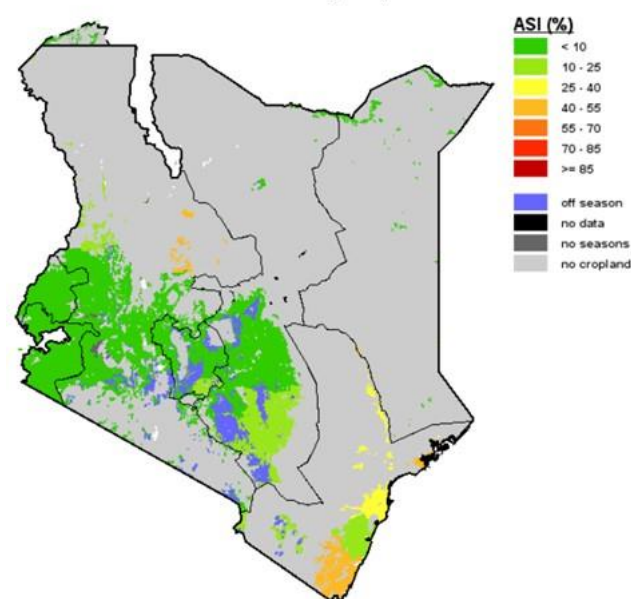 ASI (%)
< 10
10 - 25
25 - 40
40 - 55
55 - 70
70 - 85
>= 85
off season
no data
no seasons
no cropland